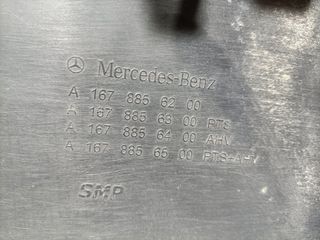 Mercedes-Benz
A 167 885 62 00
A 167 885 63 00 PTS
A 167 885 64 00 AHV
A 167 885 65 00 PTS+AHV
SMP